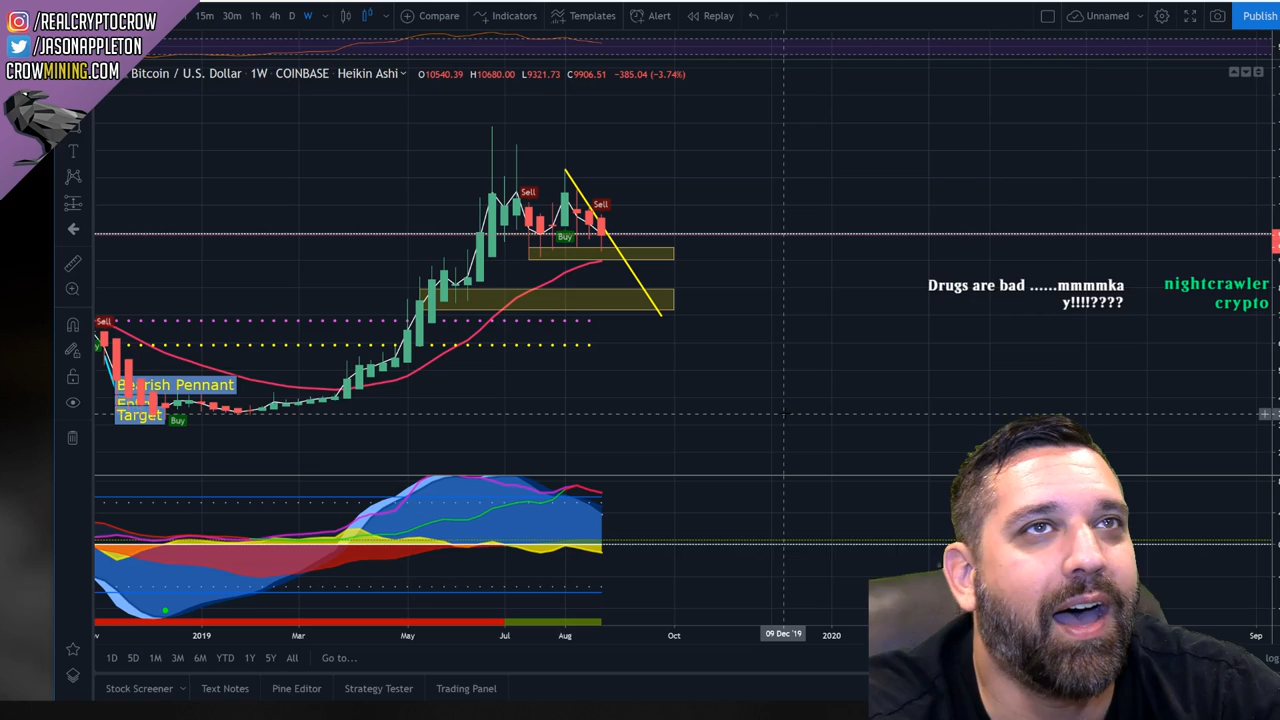 /REALCRYPTOCROW
/JASONAPPLETON
CROWMINING.COM
15m 30m 1h 4h D W Compare Indicators Templates Alert Replay Unnamed Publish
Bitcoin / U.S. Dollar 1W COINBASE Heikin Ashi O10540.39 H10680.00 L9321.73 C9906.51 −385.04 (−3.74%)
Sell
Sell
Buy
Drugs are bad ......mmmmka
y!!!!????
nightcrawler
crypto
Sell
Bearish Pennant
Target
Buy
2019 Mar May Jul Aug Oct 09 Dec '19 2020 Sep
1D 5D 1M 3M 6M YTD 1Y 5Y All Go to... log
Stock Screener Text Notes Pine Editor Strategy Tester Trading Panel